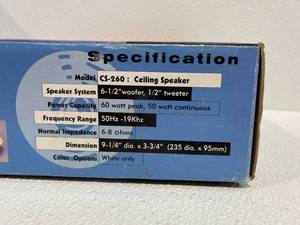 Specification
Model CS-260 : Ceiling Speaker
Speaker System 6-1/2"woofer, 1/2" tweeter
Power Capacity 60 watt peak, 50 watt continuous
Frequency Range 50Hz -19Khz
Normal Impedance 6-8 ohms
Dimension 9-1/4" dia. x 3-3/4" (235 dia. x 95mm)
Color Options White only